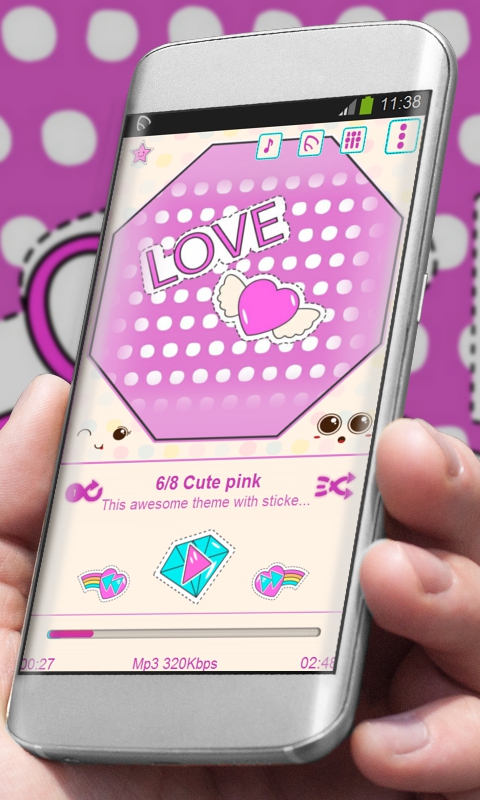 11:38
LOVE
6/8 Cute pink
This awesome theme with sticke...
00:27 Mp3 320Kbps 02:48